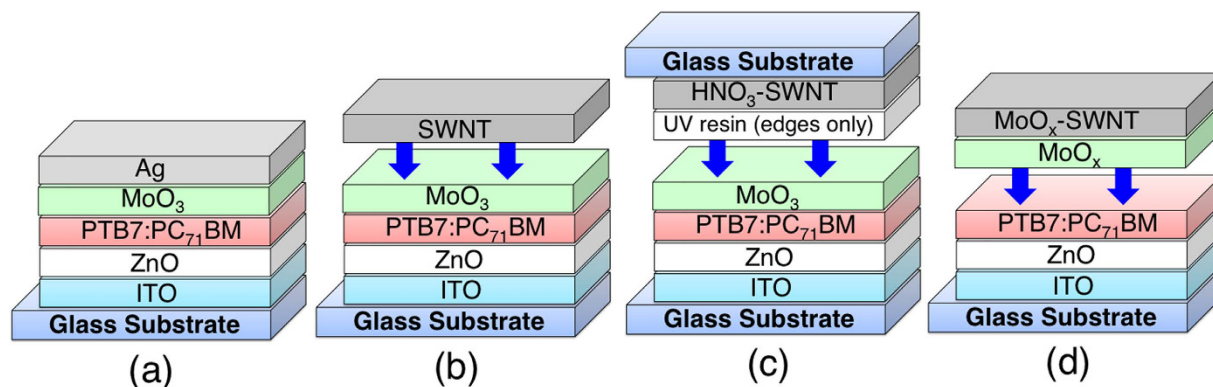 Ag
MoO₃
PTB7:PC₇₁BM
ZnO
ITO
Glass Substrate
(a)
SWNT
MoO₃
PTB7:PC₇₁BM
ZnO
ITO
Glass Substrate
(b)
Glass Substrate
HNO₃-SWNT
UV resin (edges only)
MoO₃
PTB7:PC₇₁BM
ZnO
ITO
Glass Substrate
(c)
MoOₓ-SWNT
MoOₓ
PTB7:PC₇₁BM
ZnO
ITO
Glass Substrate
(d)